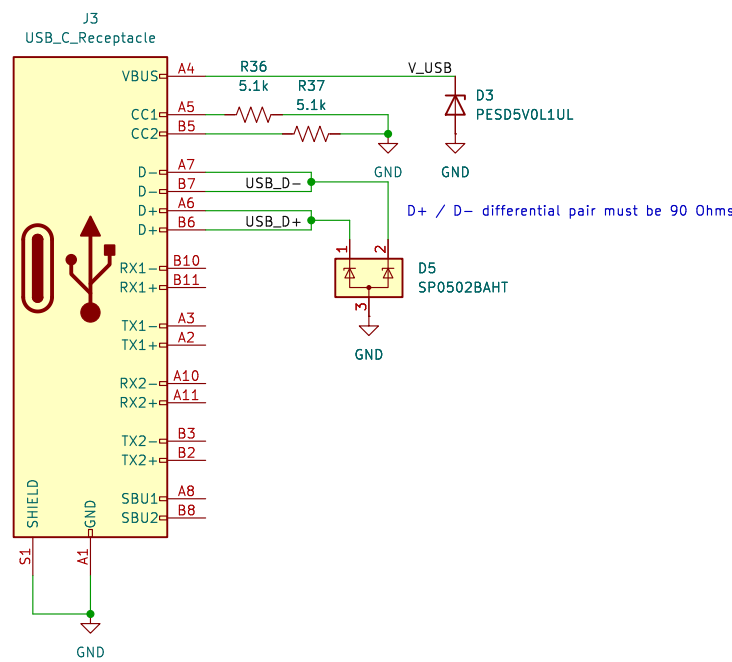 J3
USB_C_Receptacle
VBUS
A4
R36
5.1k
R37
5.1k
V_USB
D3
PESD5V0L1UL
CC1
A5
CC2
B5
GND
GND
D-
A7
D-
B7
USB_D-
D+
A6
D+
B6
USB_D+
D+ / D- differential pair must be 90 Ohms
1
2
D5
SP0502BAHT
3
GND
RX1-
B10
RX1+
B11
TX1-
A3
TX1+
A2
RX2-
A10
RX2+
A11
TX2-
B3
TX2+
B2
SBU1
A8
SBU2
B8
SHIELD
GND
S1
A1
GND